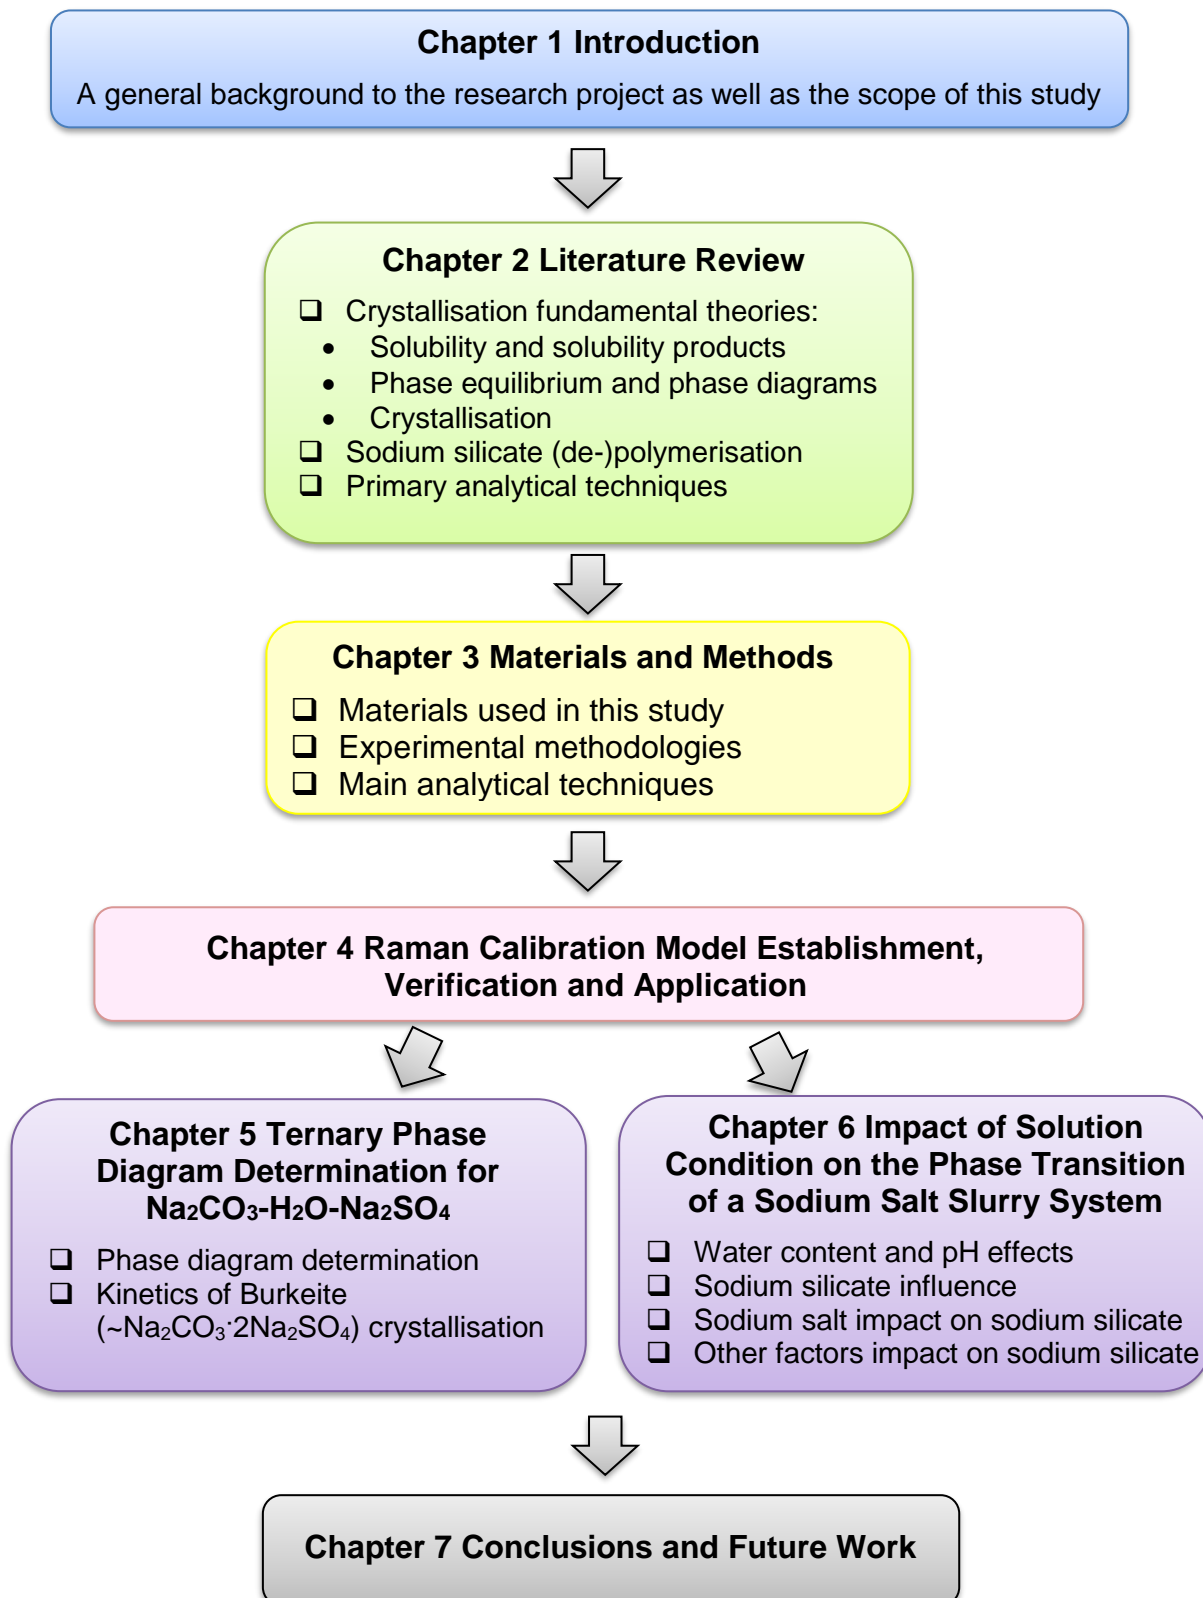 Chapter 1 Introduction
A general background to the research project as well as the scope of this study
Chapter 2 Literature Review
❑ Crystallisation fundamental theories:
• Solubility and solubility products
• Phase equilibrium and phase diagrams
• Crystallisation
❑ Sodium silicate (de-)polymerisation
❑ Primary analytical techniques
Chapter 3 Materials and Methods
❑ Materials used in this study
❑ Experimental methodologies
❑ Main analytical techniques
Chapter 4 Raman Calibration Model Establishment,
Verification and Application
Chapter 5 Ternary Phase
Diagram Determination for
Na₂CO₃-H₂O-Na₂SO₄
❑ Phase diagram determination
❑ Kinetics of Burkeite
(~Na₂CO₃·2Na₂SO₄) crystallisation
Chapter 6 Impact of Solution
Condition on the Phase Transition
of a Sodium Salt Slurry System
❑ Water content and pH effects
❑ Sodium silicate influence
❑ Sodium salt impact on sodium silicate
❑ Other factors impact on sodium silicate
Chapter 7 Conclusions and Future Work